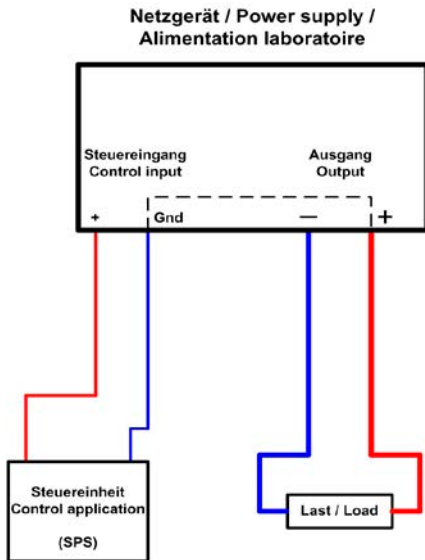 Netzgerät / Power supply /
Alimentation laboratoire
Steuereingang
Control input
Ausgang
Output
+
Gnd
—
+
Steuereinheit
Control application
(SPS)
Last / Load